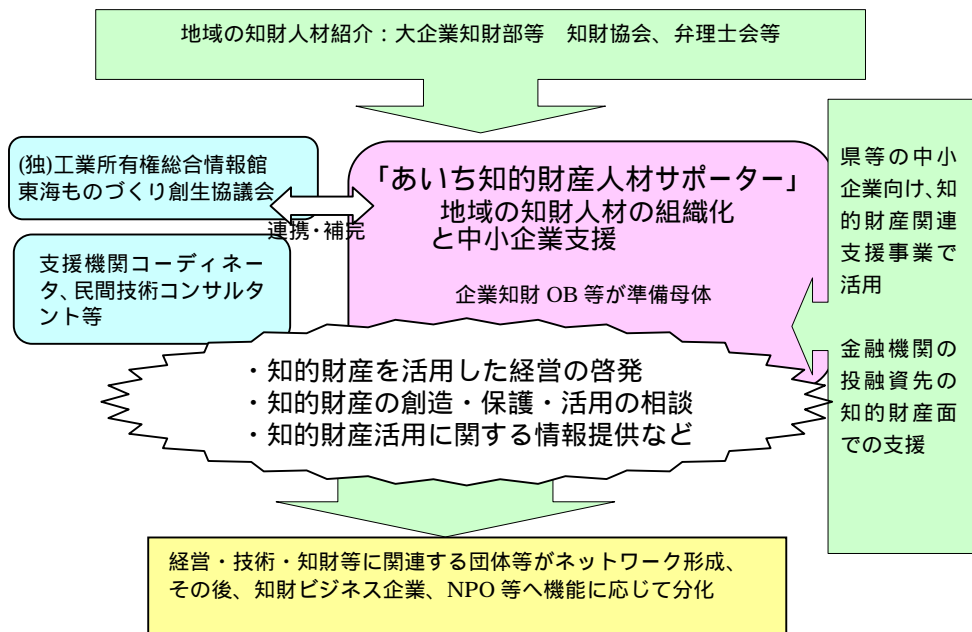 地域の知財人材紹介：大企業知財部等　知財協会、弁理士会等
(独)工業所有権総合情報館
東海ものづくり創生協議会
連携・補完
支援機関コーディネー
タ、民間技術コンサルタ
ント等
「あいち知的財産人材サポーター」
地域の知財人材の組織化
と中小企業支援
企業知財 OB 等が準備母体
県等の中小
企業向け、知
的財産関連
支援事業で
活用
金融機関の
投融資先の
知的財産面
での支援
・知的財産を活用した経営の啓発
・知的財産の創造・保護・活用の相談
・知的財産活用に関する情報提供など
経営・技術・知財等に関連する団体等がネットワーク形成、
その後、知財ビジネス企業、NPO 等へ機能に応じて分化